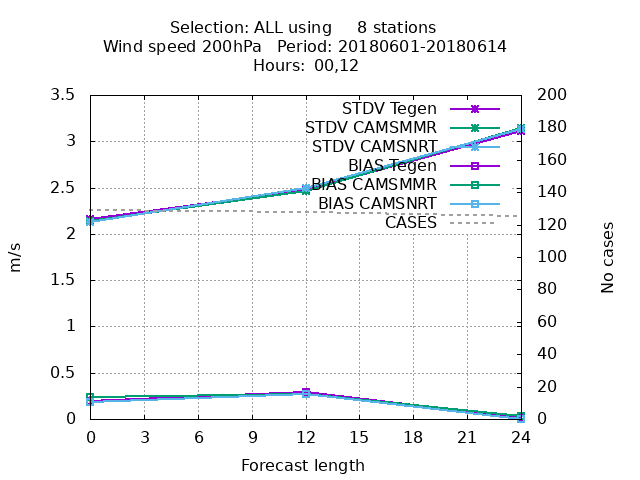 Selection: ALL using     8 stations
Wind speed 200hPa   Period: 20180601-20180614
Hours:  00,12
3.5
3
2.5
2
1.5
1
0.5
0
200
180
160
140
120
100
80
60
40
20
0
STDV Tegen
STDV CAMSMMR
STDV CAMSNRT
BIAS Tegen
BIAS CAMSMMR
BIAS CAMSNRT
CASES
m/s
No cases
0 3 6 9 12 15 18 21 24
Forecast length